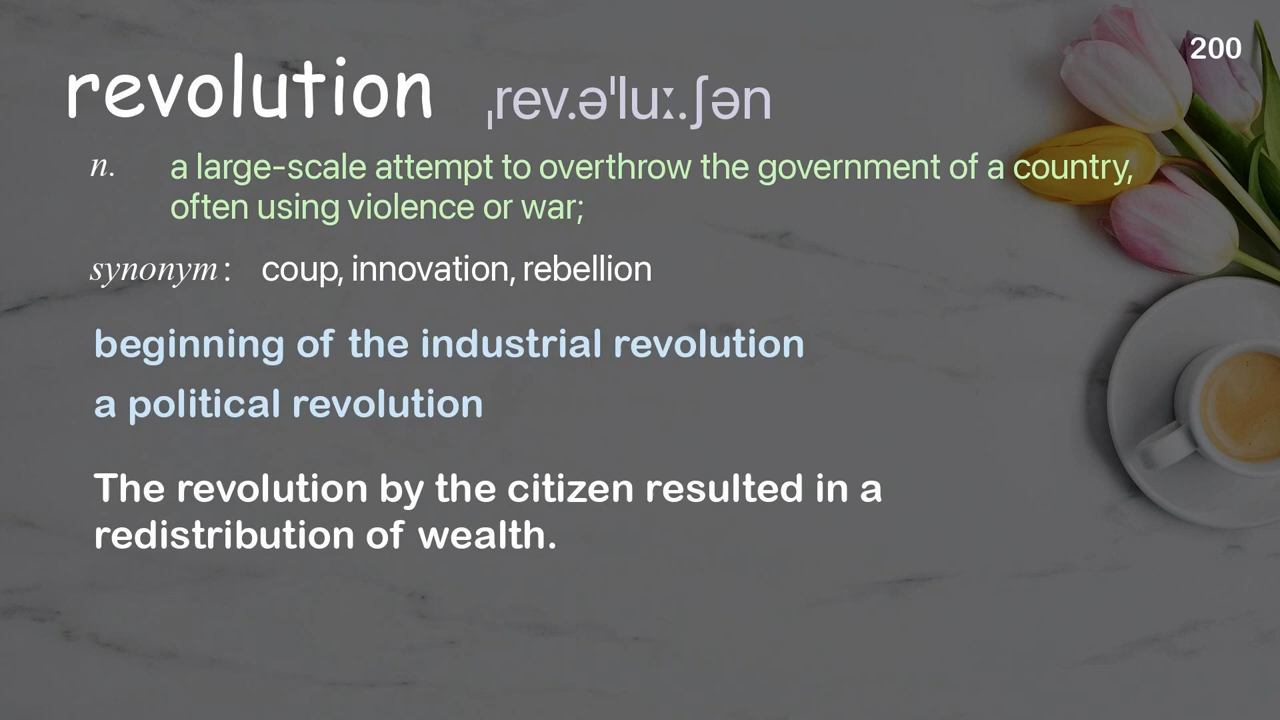 200
revolution ˌrev.əˈluː.ʃən
n. a large-scale attempt to overthrow the government of a country,
often using violence or war;
synonym: coup, innovation, rebellion
beginning of the industrial revolution
a political revolution
The revolution by the citizen resulted in a
redistribution of wealth.